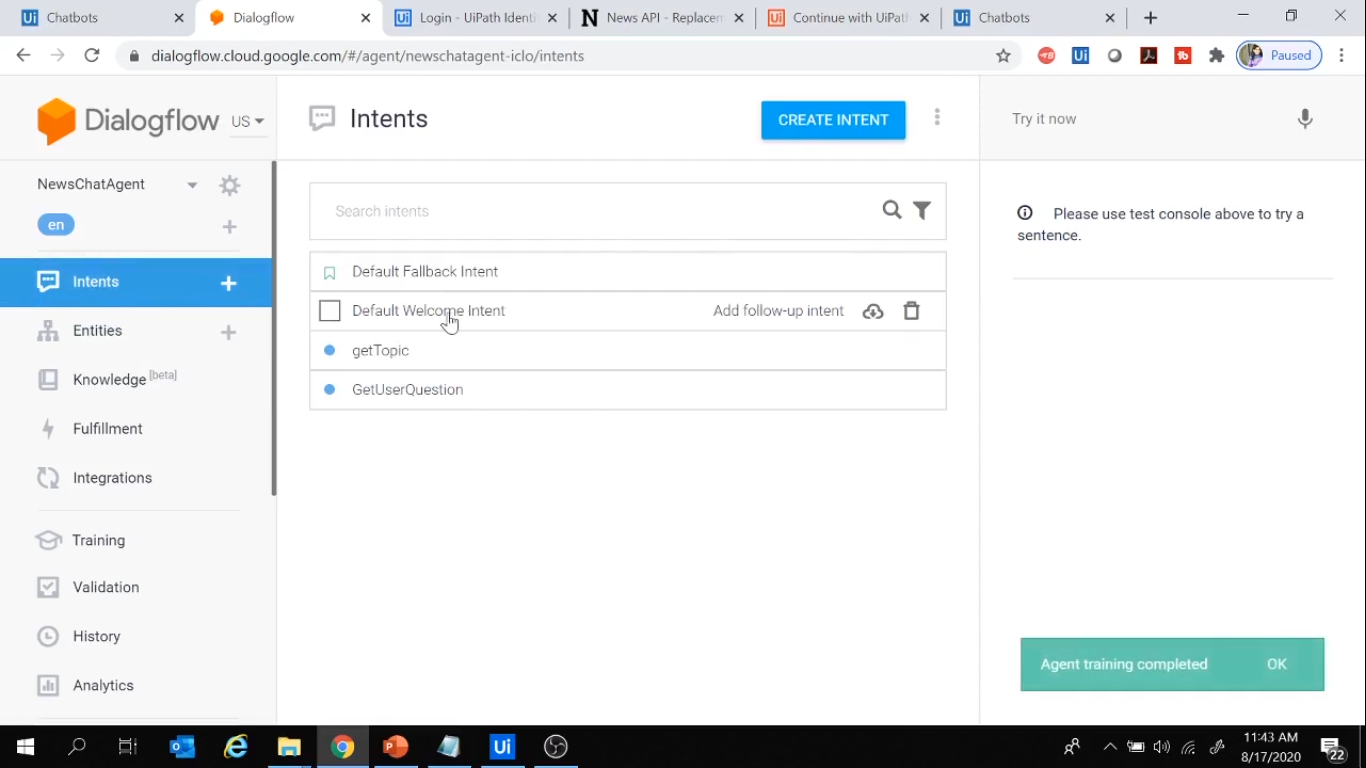 Chatbots
Dialogflow
Login - UiPath Identi
News API - Replacem
Continue with UiPath
Chatbots
dialogflow.cloud.google.com/#/agent/newschatagent-iclo/intents
Paused
Dialogflow
US
Intents
CREATE INTENT
Try it now
NewsChatAgent
en
Search intents
Please use test console above to try a
sentence.
Intents
Default Fallback Intent
Default Welcome Intent
Add follow-up intent
Entities
getTopic
Knowledge [beta]
GetUserQuestion
Fulfillment
Integrations
Training
Validation
History
Analytics
Agent training completed
OK
11:43 AM
8/17/2020
22